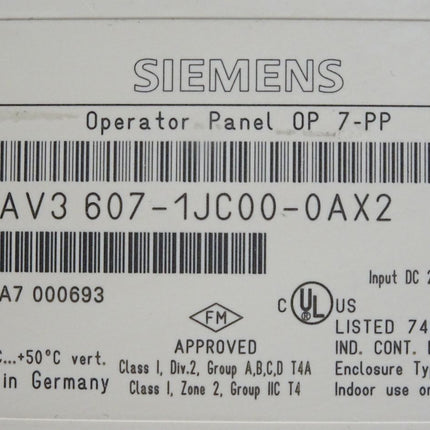 SIEMENS
Operator Panel OP 7-PP
AV3 607-1JC00-0AX2
A7 000693
Input DC 2
FM
APPROVED
Class I, Div.2, Group A,B,C,D T4A
Class I, Zone 2, Group IIC T4
C UL US
LISTED 74
IND. CONT. E
Enclosure Ty
Indoor use on
C...+50°C vert.
in Germany